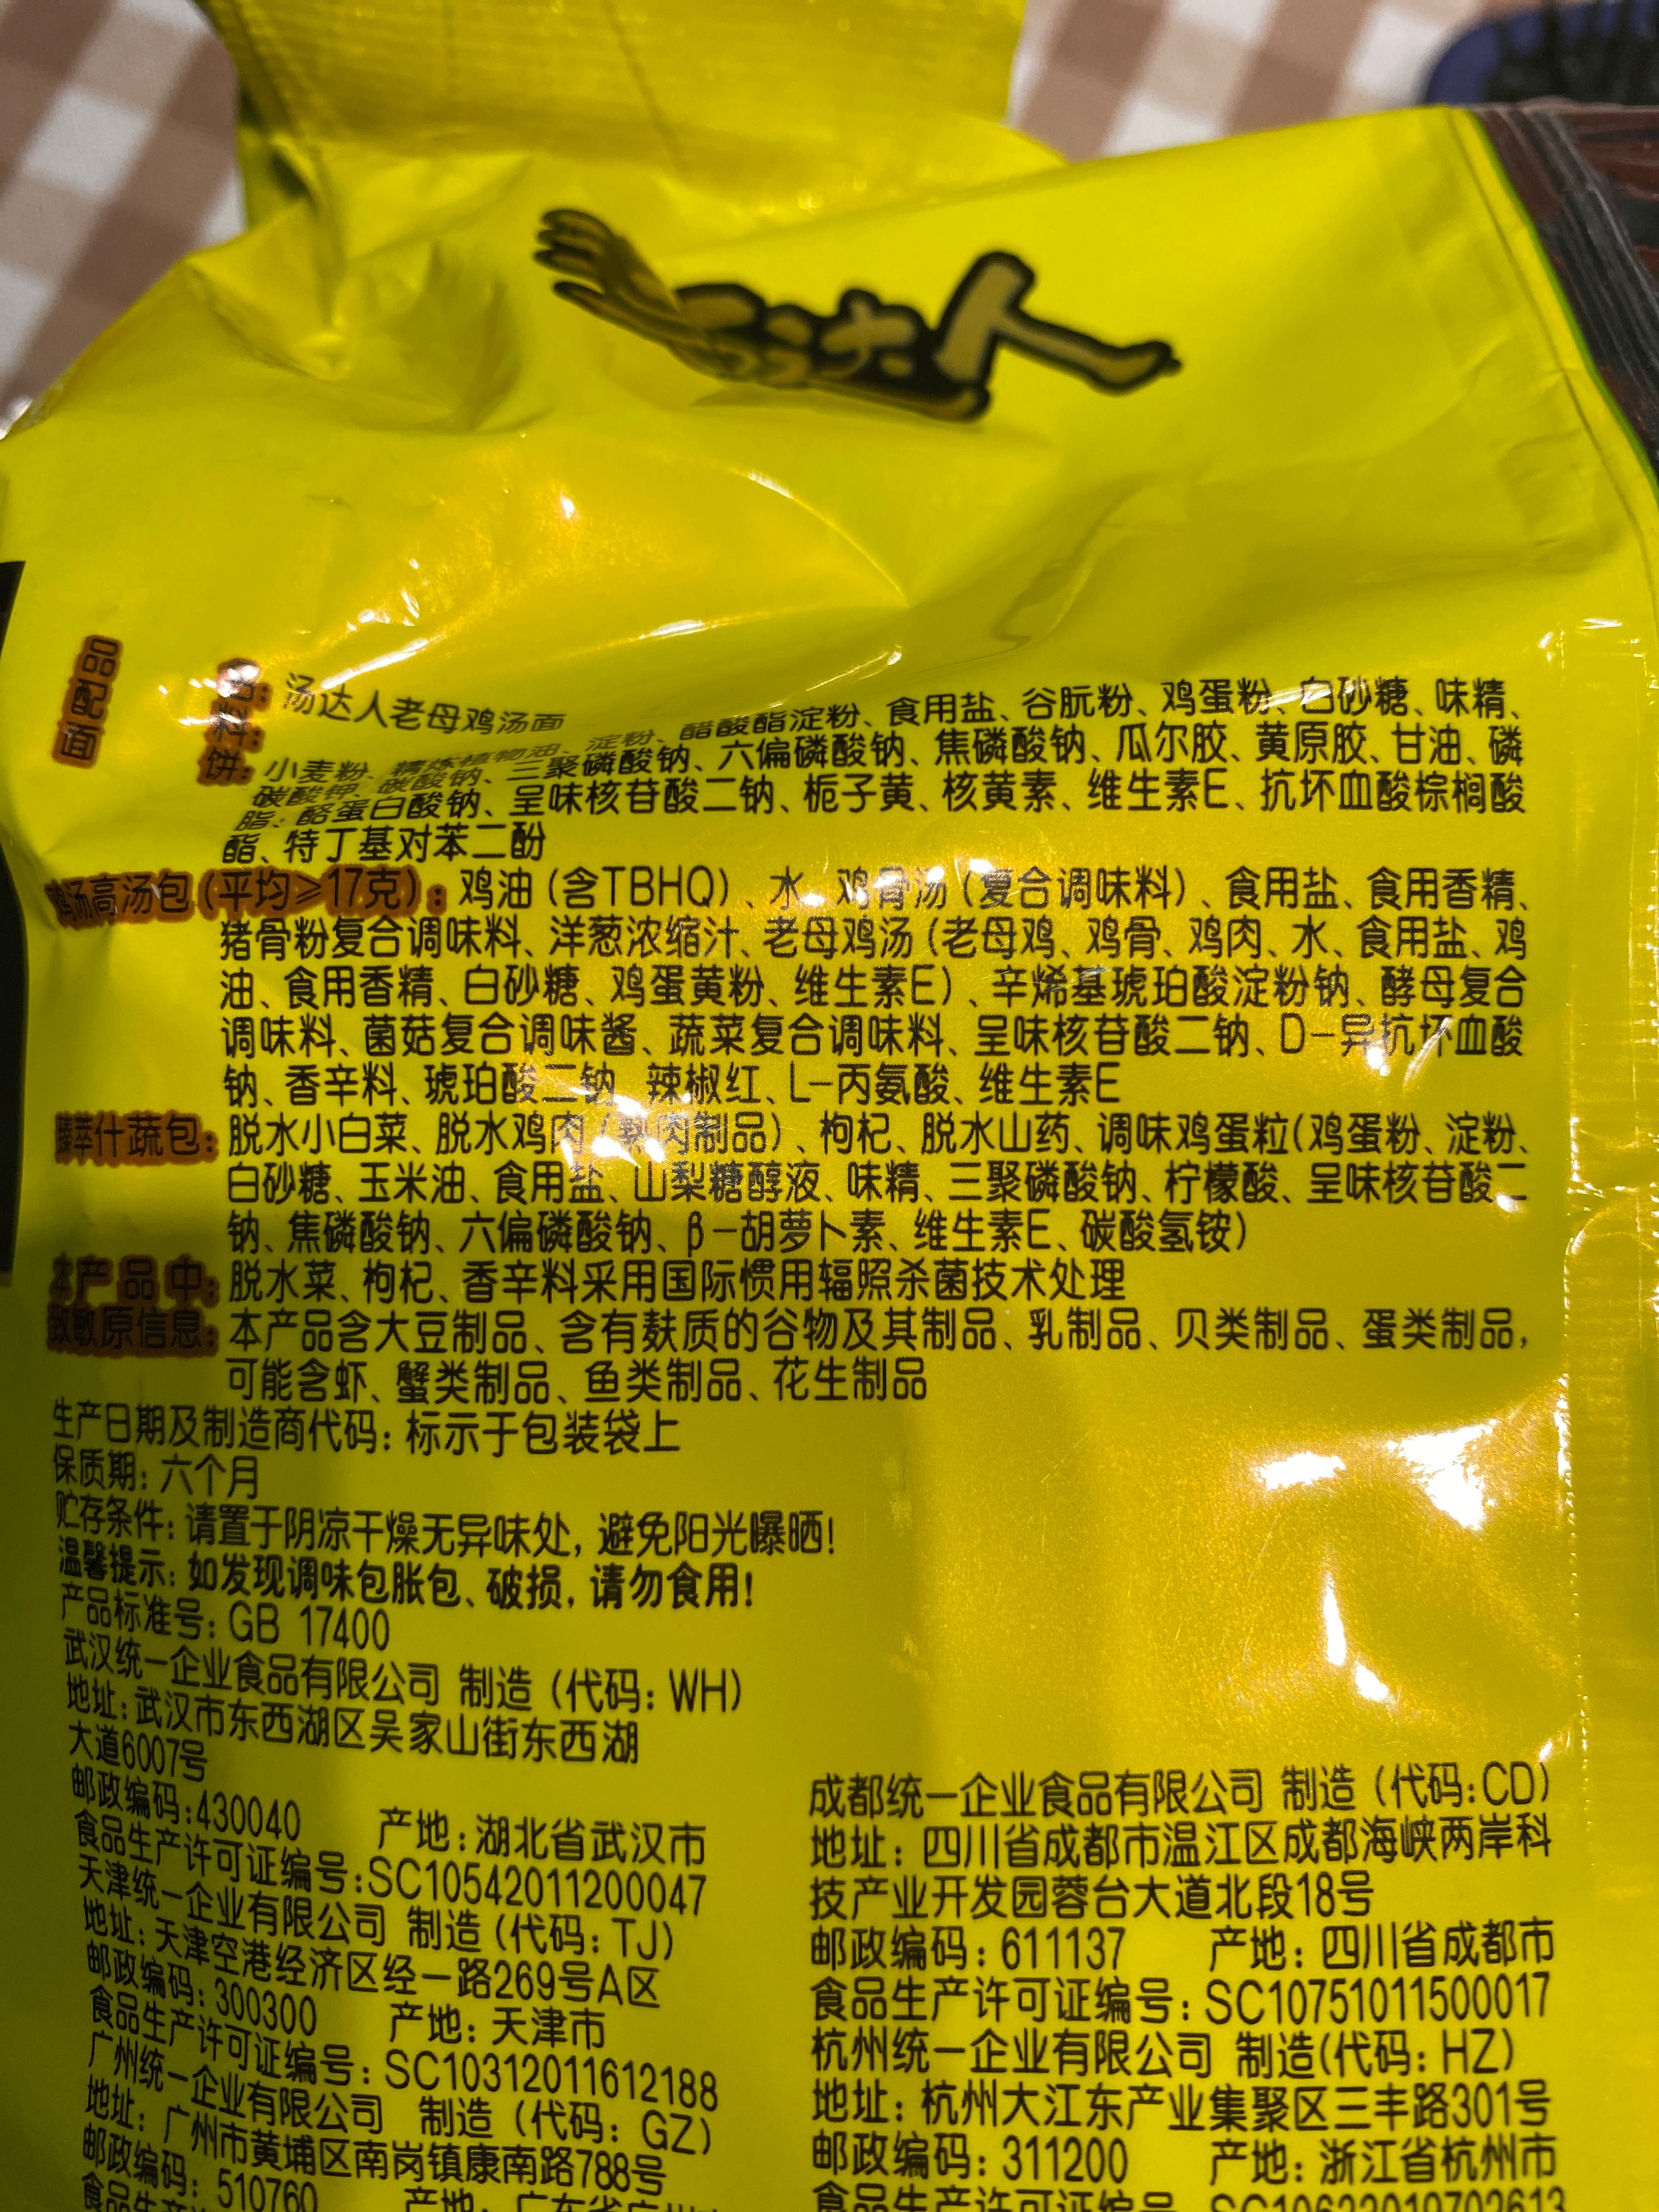 汤达人
品名：汤达人老母鸡汤面
配料：
面饼：小麦粉、精炼植物油、淀粉、醋酸酯淀粉、食用盐、谷朊粉、鸡蛋粉、白砂糖、味精、
碳酸钾、碳酸钠、三聚磷酸钠、六偏磷酸钠、焦磷酸钠、瓜尔胶、黄原胶、甘油、磷
脂、酪蛋白酸钠、呈味核苷酸二钠、栀子黄、核黄素、维生素E、抗坏血酸棕榈酸
酯、特丁基对苯二酚
鸡汤高汤包(平均≥17克)：鸡油(含TBHQ)、水、鸡骨汤(复合调味料)、食用盐、食用香精、
猪骨粉复合调味料、洋葱浓缩汁、老母鸡汤(老母鸡、鸡骨、鸡肉、水、食用盐、鸡
油、食用香精、白砂糖、鸡蛋黄粉、维生素E)、辛烯基琥珀酸淀粉钠、酵母复合
调味料、菌菇复合调味酱、蔬菜复合调味料、呈味核苷酸二钠、D-异抗坏血酸
钠、香辛料、琥珀酸二钠、辣椒红、L-丙氨酸、维生素E
臻萃什蔬包：脱水小白菜、脱水鸡肉(熟肉制品)、枸杞、脱水山药、调味鸡蛋粒(鸡蛋粉、淀粉、
白砂糖、玉米油、食用盐、山梨糖醇液、味精、三聚磷酸钠、柠檬酸、呈味核苷酸二
钠、焦磷酸钠、六偏磷酸钠、β-胡萝卜素、维生素E、碳酸氢铵)
本产品中：脱水菜、枸杞、香辛料采用国际惯用辐照杀菌技术处理
致敏原信息：本产品含大豆制品、含有麸质的谷物及其制品、乳制品、贝类制品、蛋类制品，
可能含虾、蟹类制品、鱼类制品、花生制品
生产日期及制造商代码：标示于包装袋上
保质期：六个月
贮存条件：请置于阴凉干燥无异味处，避免阳光曝晒！
温馨提示：如发现调味包胀包、破损，请勿食用！
产品标准号：GB 17400
武汉统一企业食品有限公司 制造（代码：WH）
地址：武汉市东西湖区吴家山街东西湖
大道6007号
邮政编码：430040 产地：湖北省武汉市
食品生产许可证编号：SC10542011200047
天津统一企业有限公司 制造（代码：TJ）
地址：天津空港经济区经一路269号A区
邮政编码：300300 产地：天津市
食品生产许可证编号：SC10312011612188
广州统一企业有限公司 制造（代码：GZ）
地址：广州市黄埔区南岗镇康南路788号
邮政编码：510760 产地：广东省广州
食品生产
成都统一企业食品有限公司 制造（代码：CD）
地址：四川省成都市温江区成都海峡两岸科
技产业开发园蓉台大道北段18号
邮政编码：611137 产地：四川省成都市
食品生产许可证编号：SC10751011500017
杭州统一企业有限公司 制造(代码：HZ)
地址：杭州大江东产业集聚区三丰路301号
邮政编码：311200 产地：浙江省杭州市
食品生产许可证编号 SC10623019702613